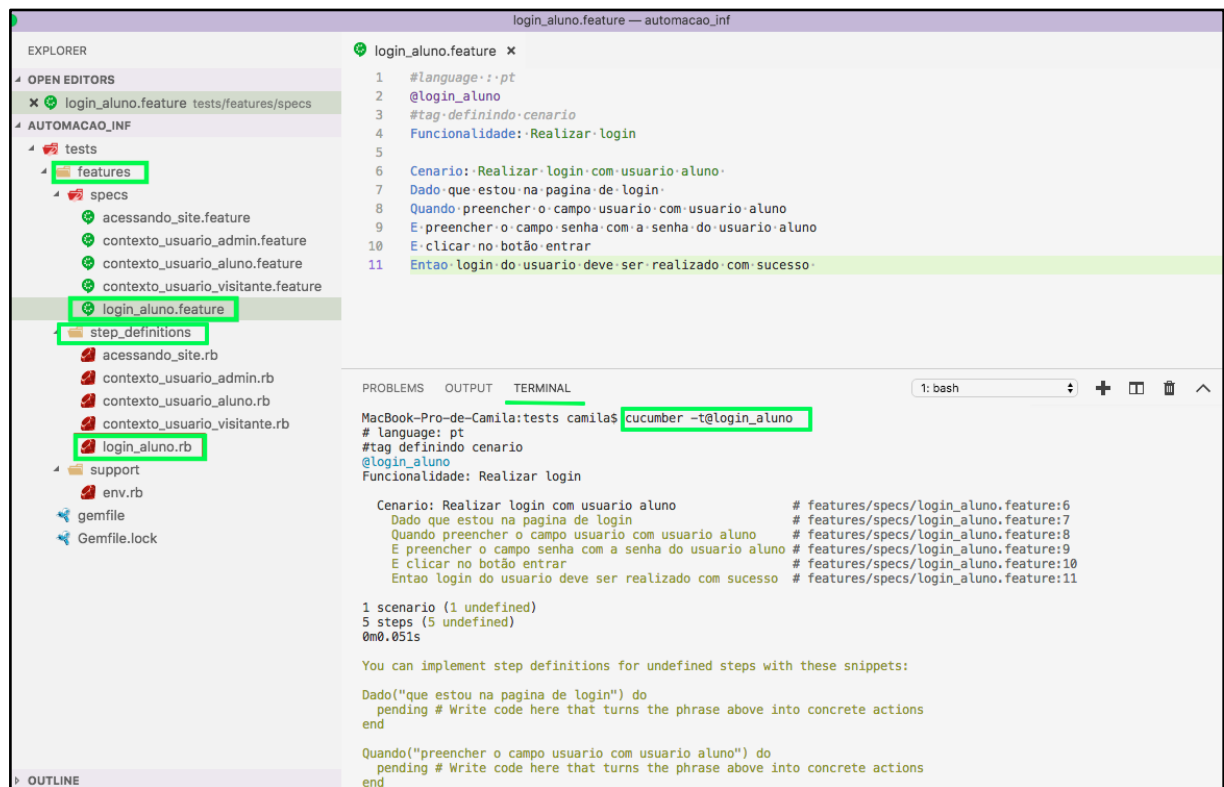 login_aluno.feature — automacao_inf
EXPLORER
OPEN EDITORS
login_aluno.feature tests/features/specs
AUTOMACAO_INF
tests
features
specs
acessando_site.feature
contexto_usuario_admin.feature
contexto_usuario_aluno.feature
contexto_usuario_visitante.feature
login_aluno.feature
step_definitions
acessando_site.rb
contexto_usuario_admin.rb
contexto_usuario_aluno.rb
contexto_usuario_visitante.rb
login_aluno.rb
support
env.rb
gemfile
Gemfile.lock
OUTLINE
login_aluno.feature ×
1 #language·:·pt
2 @login_aluno
3 #tag·definindo·cenario
4 Funcionalidade:·Realizar·login
5
6 Cenario:·Realizar·login·com·usuario·aluno·
7 Dado·que·estou·na·pagina·de·login·
8 Quando·preencher·o·campo·usuario·com·usuario·aluno
9 E·preencher·o·campo·senha·com·a·senha·do·usuario·aluno
10 E·clicar·no·botão·entrar
11 Entao·login·do·usuario·deve·ser·realizado·com·sucesso·
PROBLEMS OUTPUT TERMINAL 1: bash
MacBook-Pro-de-Camila:tests camila$ cucumber -t@login_aluno
# language: pt
#tag definindo cenario
@login_aluno
Funcionalidade: Realizar login
Cenario: Realizar login com usuario aluno # features/specs/login_aluno.feature:6
Dado que estou na pagina de login # features/specs/login_aluno.feature:7
Quando preencher o campo usuario com usuario aluno # features/specs/login_aluno.feature:8
E preencher o campo senha com a senha do usuario aluno # features/specs/login_aluno.feature:9
E clicar no botão entrar # features/specs/login_aluno.feature:10
Entao login do usuario deve ser realizado com sucesso # features/specs/login_aluno.feature:11
1 scenario (1 undefined)
5 steps (5 undefined)
0m0.051s
You can implement step definitions for undefined steps with these snippets:
Dado("que estou na pagina de login") do
pending # Write code here that turns the phrase above into concrete actions
end
Quando("preencher o campo usuario com usuario aluno") do
pending # Write code here that turns the phrase above into concrete actions
end